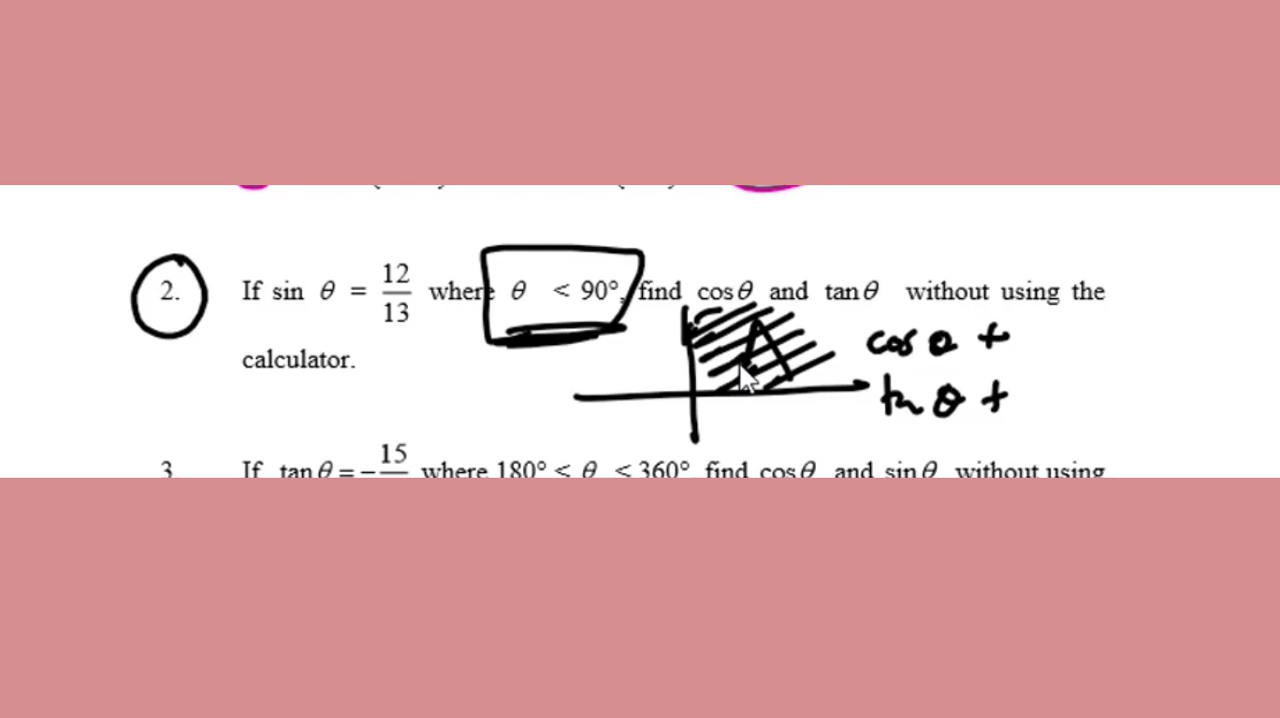 2. If sin θ = 12/13 where θ < 90°, find cos θ and tan θ without using the
calculator.
cos θ +
tan θ +
3. If tan θ = −15 where 180° < θ < 360° find cos θ and sin θ without using